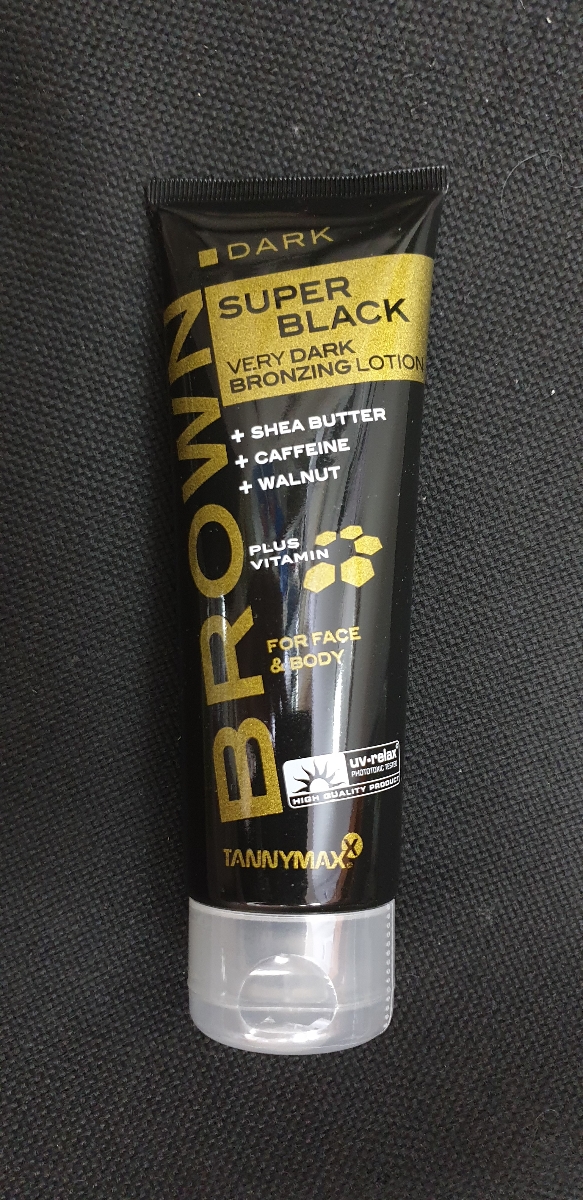 DARK
SUPER
BLACK
VERY DARK
BRONZING LOTION
BROWN
+ SHEA BUTTER
+ CAFFEINE
+ WALNUT
PLUS
VITAMIN
FOR FACE
& BODY
uv•relax®
PHOTOTOXIC TESTED
HIGH QUALITY PRODUCT
TANNYMAXX®